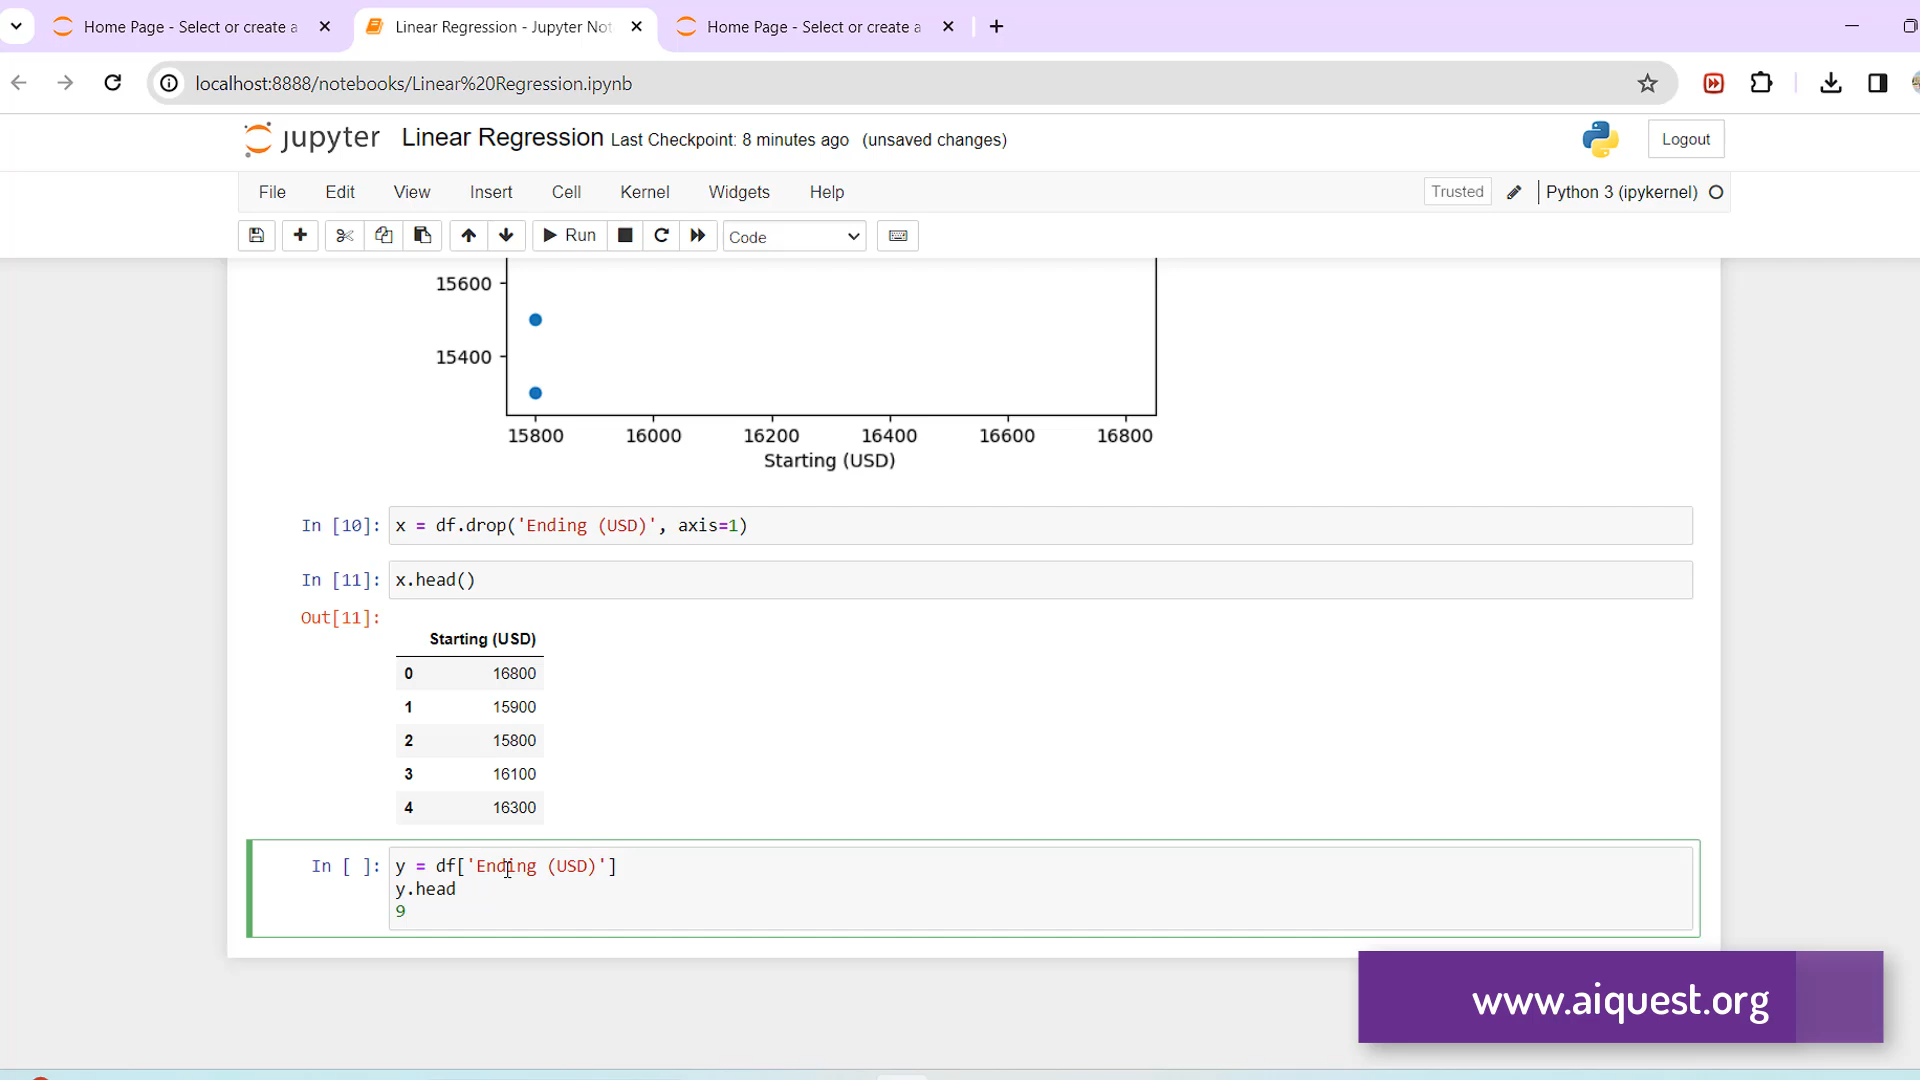 Home Page - Select or create a
Linear Regression - Jupyter Not
Home Page - Select or create a
localhost:8888/notebooks/Linear%20Regression.ipynb
jupyter Linear Regression Last Checkpoint: 8 minutes ago (unsaved changes)
Logout
File Edit View Insert Cell Kernel Widgets Help
Trusted Python 3 (ipykernel)
Run Code
15600
15400
15800 16000 16200 16400 16600 16800
Starting (USD)
In [10]: x = df.drop('Ending (USD)', axis=1)
In [11]: x.head()
Out[11]:
Starting (USD)
0 16800
1 15900
2 15800
3 16100
4 16300
In [ ]: y = df['Ending (USD)']
y.head
9
www.aiquest.org